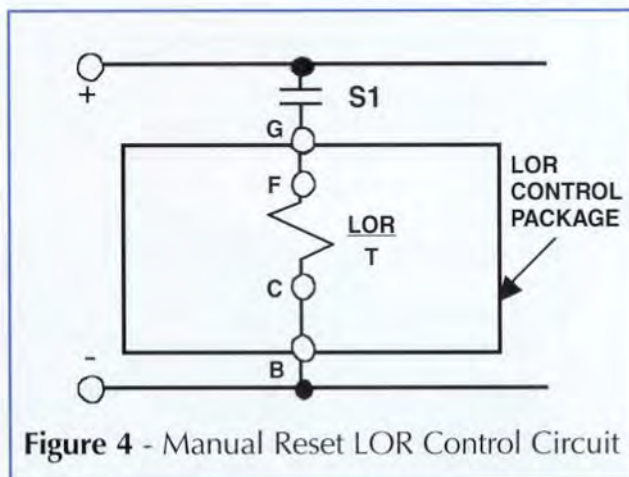 +
S1
G
LOR
CONTROL
PACKAGE
F
LOR
T
C
-
B
Figure 4 - Manual Reset LOR Control Circuit